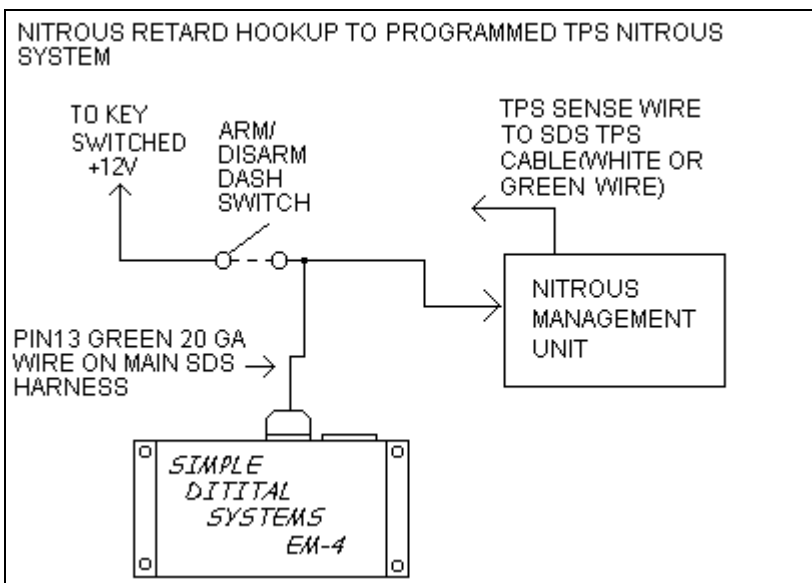 NITROUS RETARD HOOKUP TO PROGRAMMED TPS NITROUS
SYSTEM
TO KEY
SWITCHED
+12V
ARM/
DISARM
DASH
SWITCH
TPS SENSE WIRE
TO SDS TPS
CABLE(WHITE OR
GREEN WIRE)
NITROUS
MANAGEMENT
UNIT
PIN13 GREEN 20 GA
WIRE ON MAIN SDS
HARNESS
SIMPLE
DITITAL
SYSTEMS
EM-4